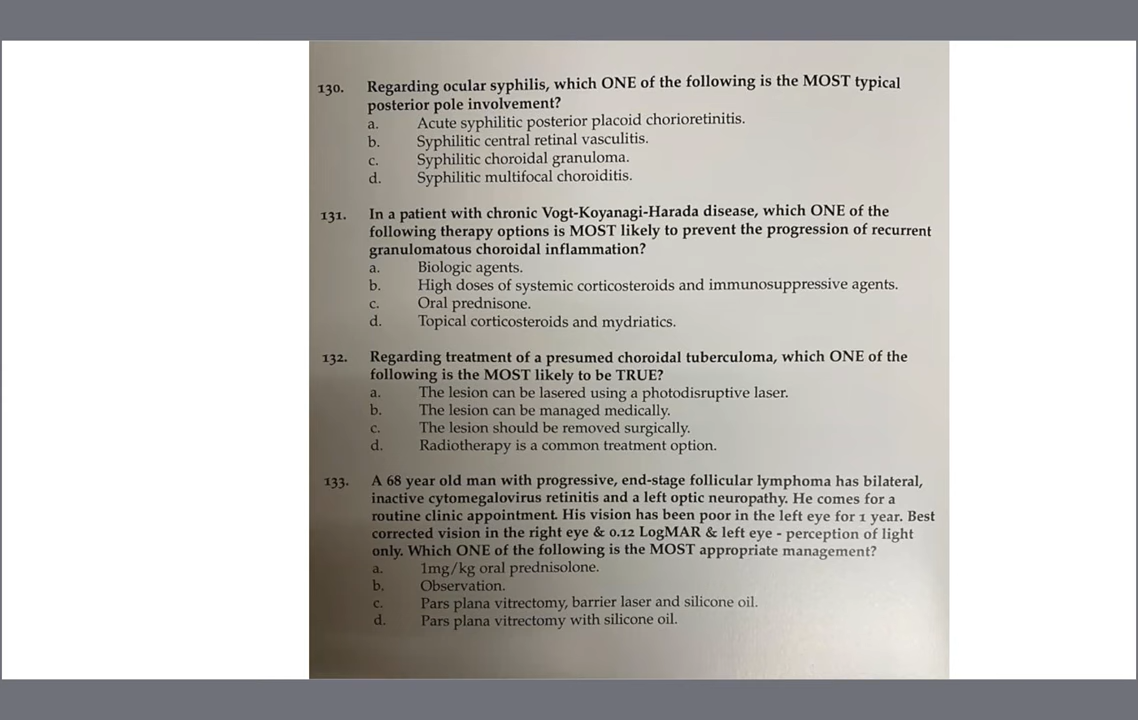 130. Regarding ocular syphilis, which ONE of the following is the MOST typical
posterior pole involvement?
a. Acute syphilitic posterior placoid chorioretinitis.
b. Syphilitic central retinal vasculitis.
c. Syphilitic choroidal granuloma.
d. Syphilitic multifocal choroiditis.
131. In a patient with chronic Vogt-Koyanagi-Harada disease, which ONE of the
following therapy options is MOST likely to prevent the progression of recurrent
granulomatous choroidal inflammation?
a. Biologic agents.
b. High doses of systemic corticosteroids and immunosuppressive agents.
c. Oral prednisone.
d. Topical corticosteroids and mydriatics.
132. Regarding treatment of a presumed choroidal tuberculoma, which ONE of the
following is the MOST likely to be TRUE?
a. The lesion can be lasered using a photodisruptive laser.
b. The lesion can be managed medically.
c. The lesion should be removed surgically.
d. Radiotherapy is a common treatment option.
133. A 68 year old man with progressive, end-stage follicular lymphoma has bilateral,
inactive cytomegalovirus retinitis and a left optic neuropathy. He comes for a
routine clinic appointment. His vision has been poor in the left eye for 1 year. Best
corrected vision in the right eye & 0.12 LogMAR & left eye - perception of light
only. Which ONE of the following is the MOST appropriate management?
a. 1mg/kg oral prednisolone.
b. Observation.
c. Pars plana vitrectomy, barrier laser and silicone oil.
d. Pars plana vitrectomy with silicone oil.